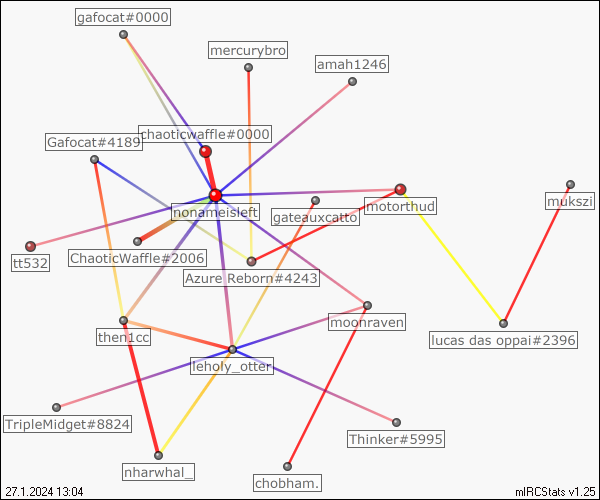 gafocat#0000
mercurybro
amah1246
chaoticwaffle#0000
Gafocat#4189
mukszi
nonameisleft
gateauxcatto
motorthud
tt532
ChaoticWaffle#2006
Azure Reborn#4243
then1cc
moonraven
lucas das oppai#2396
leholy_otter
TripleMidget#8824
Thinker#5995
nharwhal_
chobham.
27.1.2024 13:04
mIRCStats v1.25